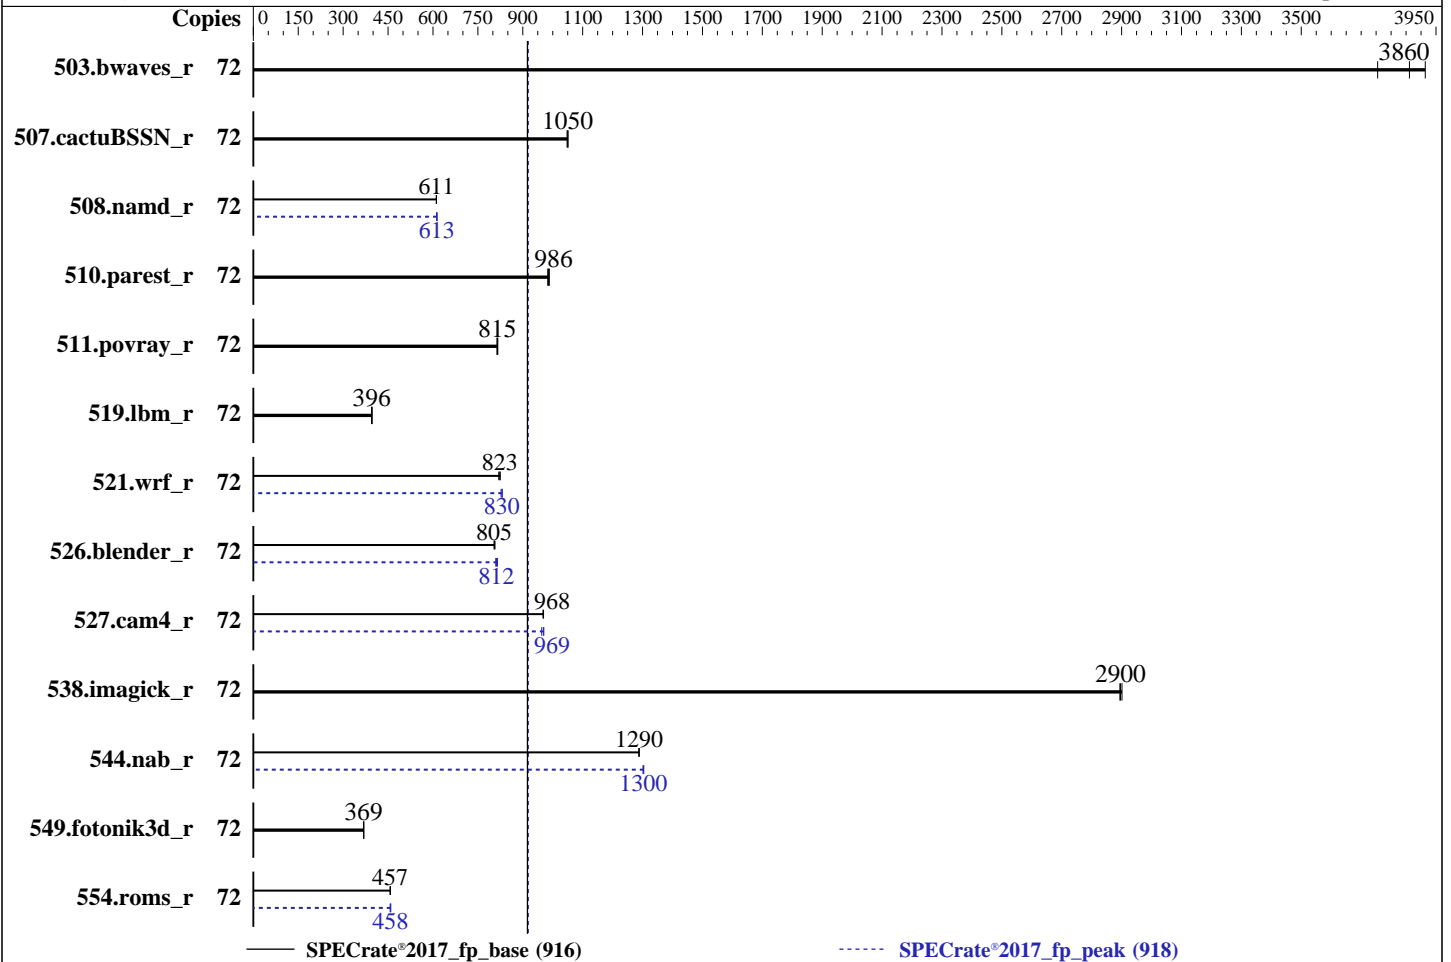 Copies 0 150 300 450 600 750 900 1100 1300 1500 1700 1900 2100 2300 2500 2700 2900 3100 3300 3500 3950
503.bwaves_r 72 3860
507.cactuBSSN_r 72 1050
508.namd_r 72 611
613
510.parest_r 72 986
511.povray_r 72 815
519.lbm_r 72 396
521.wrf_r 72 823
830
526.blender_r 72 805
812
527.cam4_r 72 968
969
538.imagick_r 72 2900
544.nab_r 72 1290
1300
549.fotonik3d_r 72 369
554.roms_r 72 457
458
SPECrate®2017_fp_base (916) SPECrate®2017_fp_peak (918)